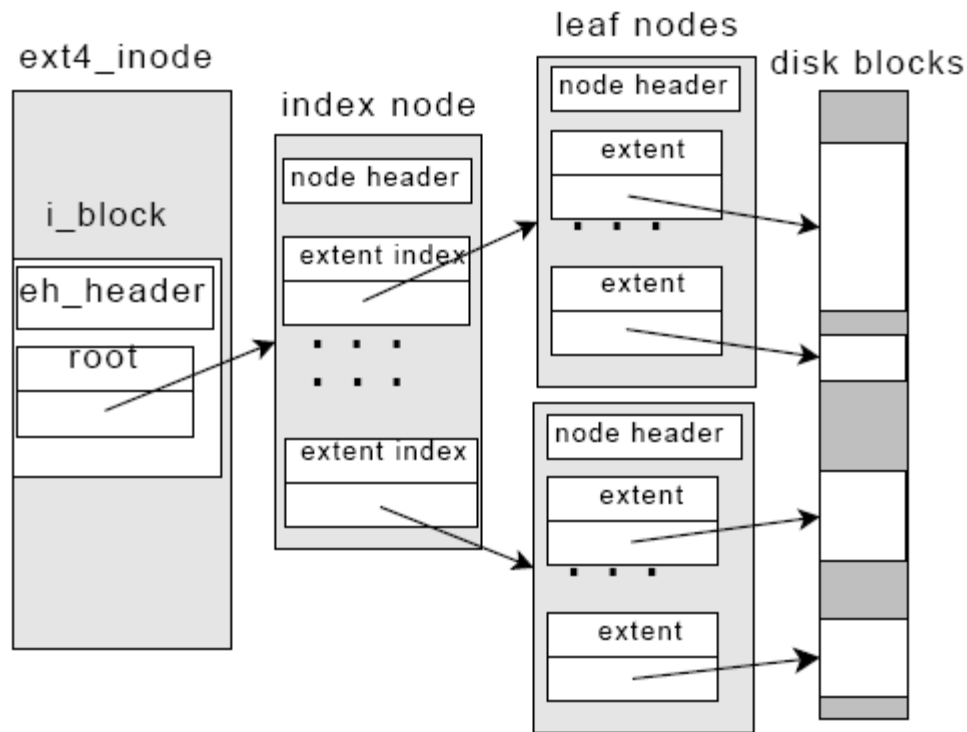 ext4_inode
i_block
eh_header
root
index node
node header
extent index
. . .
. . .
extent index
leaf nodes
node header
extent
. . .
extent
node header
extent
. . .
extent
disk blocks